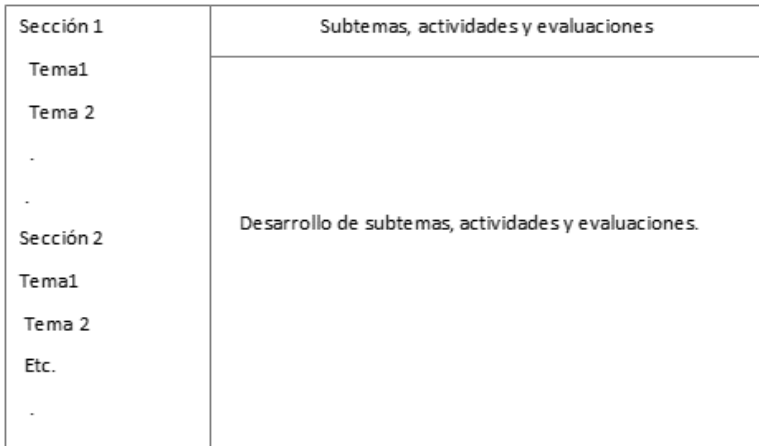 Sección 1
Tema1
Tema 2
.
.
Sección 2
Tema1
Tema 2
Etc.
.
Subtemas, actividades y evaluaciones
Desarrollo de subtemas, actividades y evaluaciones.